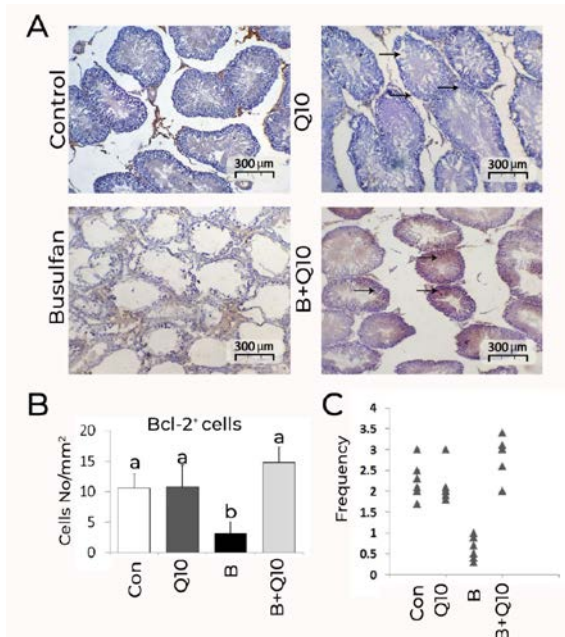 A
Control
300 µm
Q10
300 µm
Busulfan
300 µm
B+Q10
300 µm
B
Bcl-2⁺ cells
Cells No/mm²
20
15
10
5
0
a
a
b
a
Con
Q10
B
B+Q10
C
Frequency
4
3.5
3
2.5
2
1.5
1
0.5
0
Con
Q10
B
B+Q10